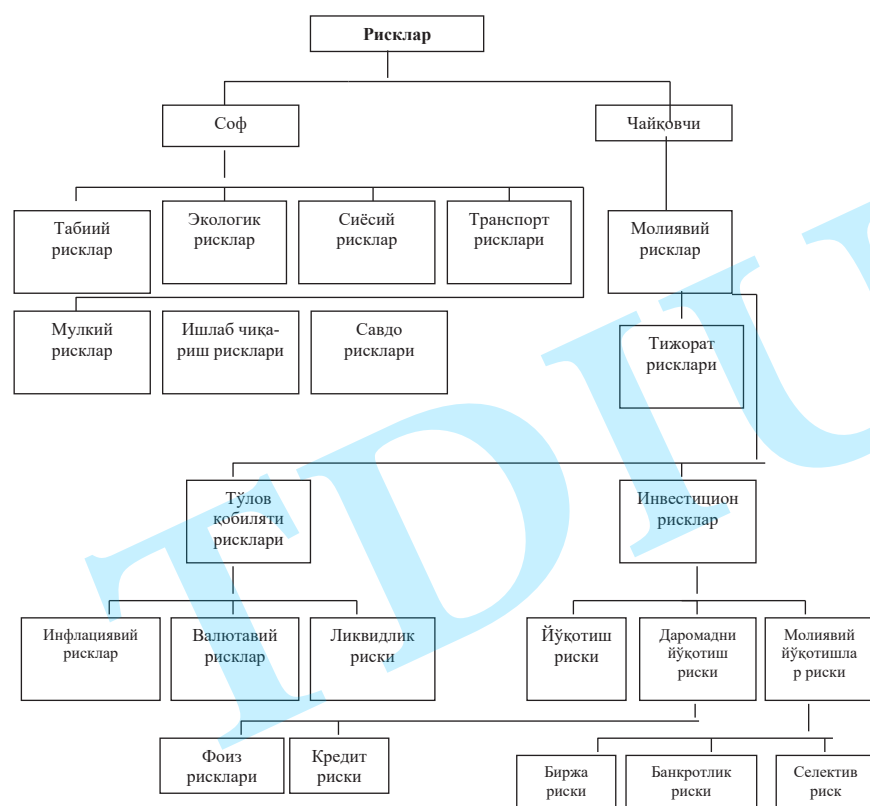 Рисклар
Соф
Чайқовчи
Табиий
рисклар
Экологик
рисклар
Сиёсий
рисклар
Транспорт
рисклари
Молиявий
рисклар
Мулкий
рисклар
Ишлаб чиқа-
риш рисклари
Савдо
рисклари
Тижорат
рисклари
Тўлов
қобиляти
рисклари
Инвестицион
рисклар
Инфлациявий
рисклар
Валютавий
рисклар
Ликвидлик
риски
Йўқотиш
риски
Даромадни
йўқотиш
риски
Молиявий
йўқотишла
р риски
Фоиз
рисклари
Кредит
риски
Биржа
риски
Банкротлик
риски
Селектив
риск
TDIU